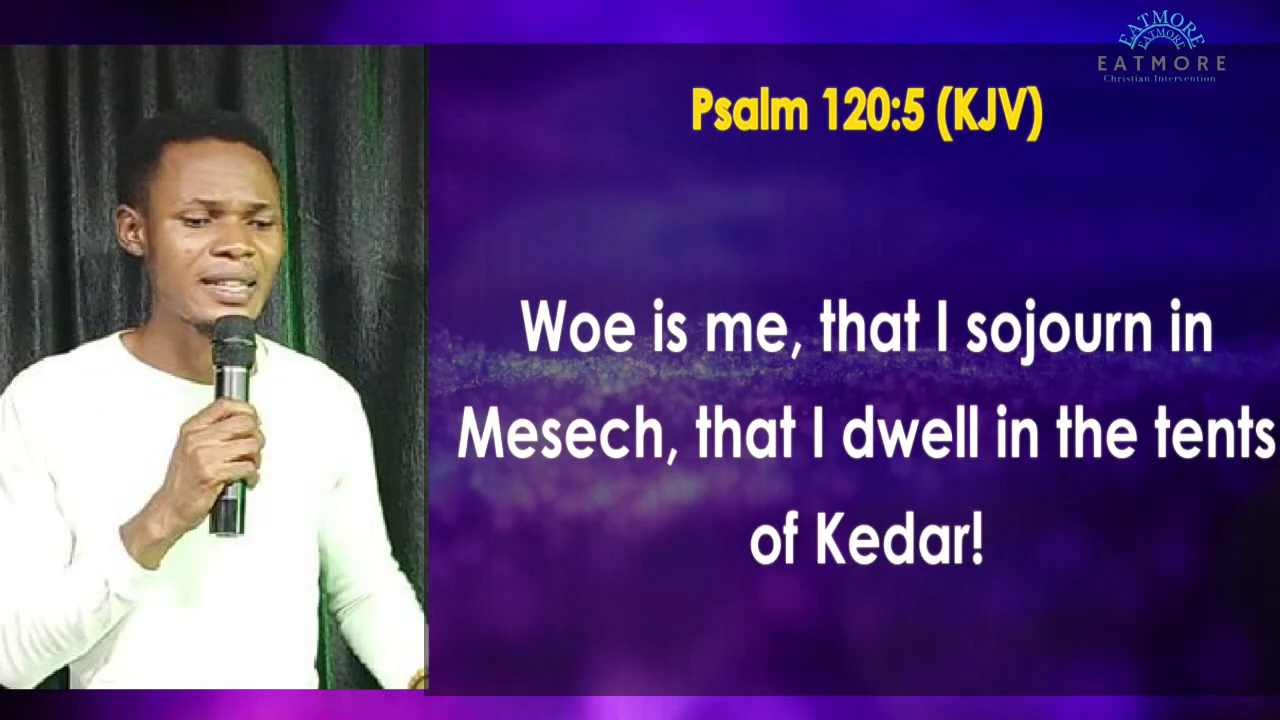 EATMORE
EATMORE
EATMORE
Christian Intervention
Psalm 120:5 (KJV)
Woe is me, that I sojourn in
Mesech, that I dwell in the tents
of Kedar!